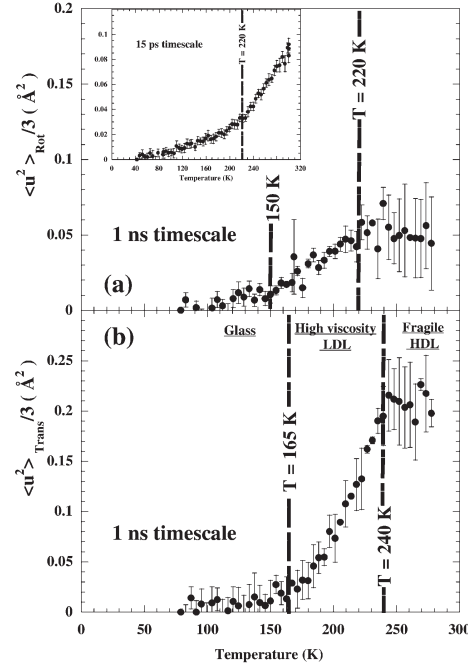 0.2
0.15
0.1
0.05
0
<u²>Rot/3 ( Å² )
0.1
0.08
0.06
0.04
0.02
0
15 ps timescale
T = 220 K
0 40 80 120 160 200 240 280 320
Temperature (K)
150 K
T = 220 K
1 ns timescale
(a)
(b)
Glass
High viscosity
LDL
Fragile
HDL
0.25
0.2
0.15
0.1
0.05
0
<u²>Trans/3 ( Å² )
T = 165 K
T = 240 K
1 ns timescale
0 50 100 150 200 250 300
Temperature (K)